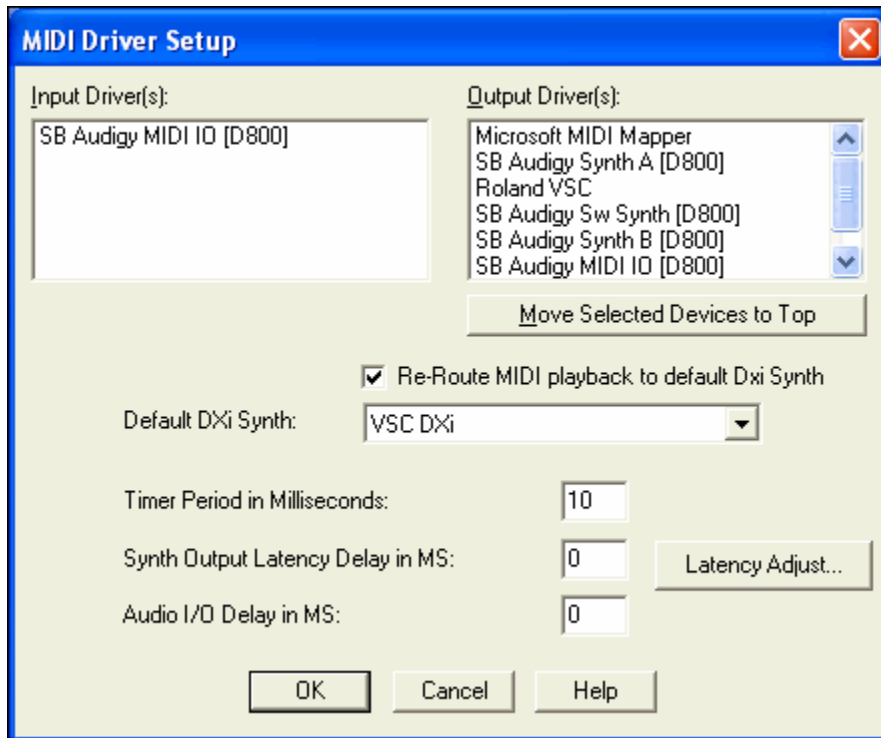 MIDI Driver Setup
Input Driver(s):
SB Audigy MIDI IO [D800]
Output Driver(s):
Microsoft MIDI Mapper
SB Audigy Synth A [D800]
Roland VSC
SB Audigy Sw Synth [D800]
SB Audigy Synth B [D800]
SB Audigy MIDI IO [D800]
Move Selected Devices to Top
Re-Route MIDI playback to default Dxi Synth
Default DXi Synth: VSC DXi
Timer Period in Milliseconds: 10
Synth Output Latency Delay in MS: 0 Latency Adjust...
Audio I/O Delay in MS: 0
OK Cancel Help